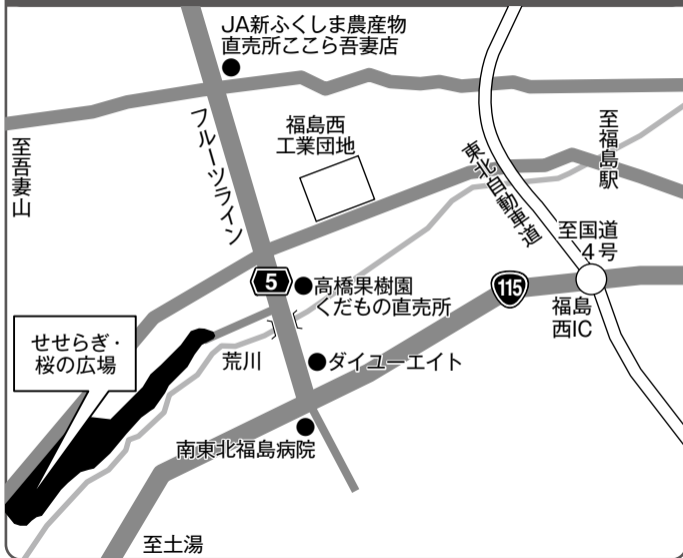 JA新ふくしま農産物
直売所ここら吾妻店
至吾妻山
フルーツライン
福島西
工業団地
東北自動車道
至福島駅
至国道
4号
5
高橋果樹園
くだもの直売所
115
福島
西IC
せせらぎ・
桜の広場
荒川
ダイユーエイト
南東北福島病院
至土湯